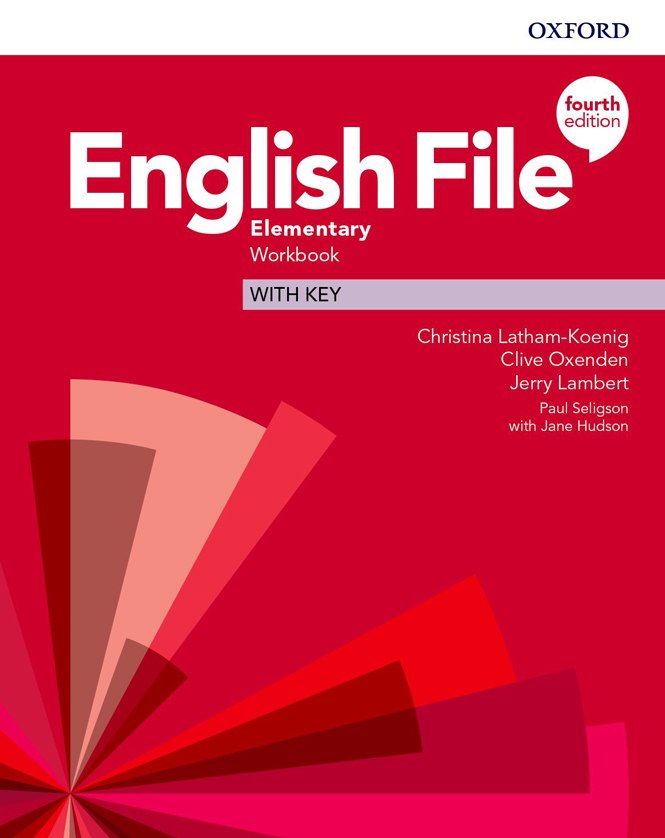 OXFORD
fourth
edition
English File
Elementary
Workbook
WITH KEY
Christina Latham-Koenig
Clive Oxenden
Jerry Lambert
Paul Seligson
with Jane Hudson